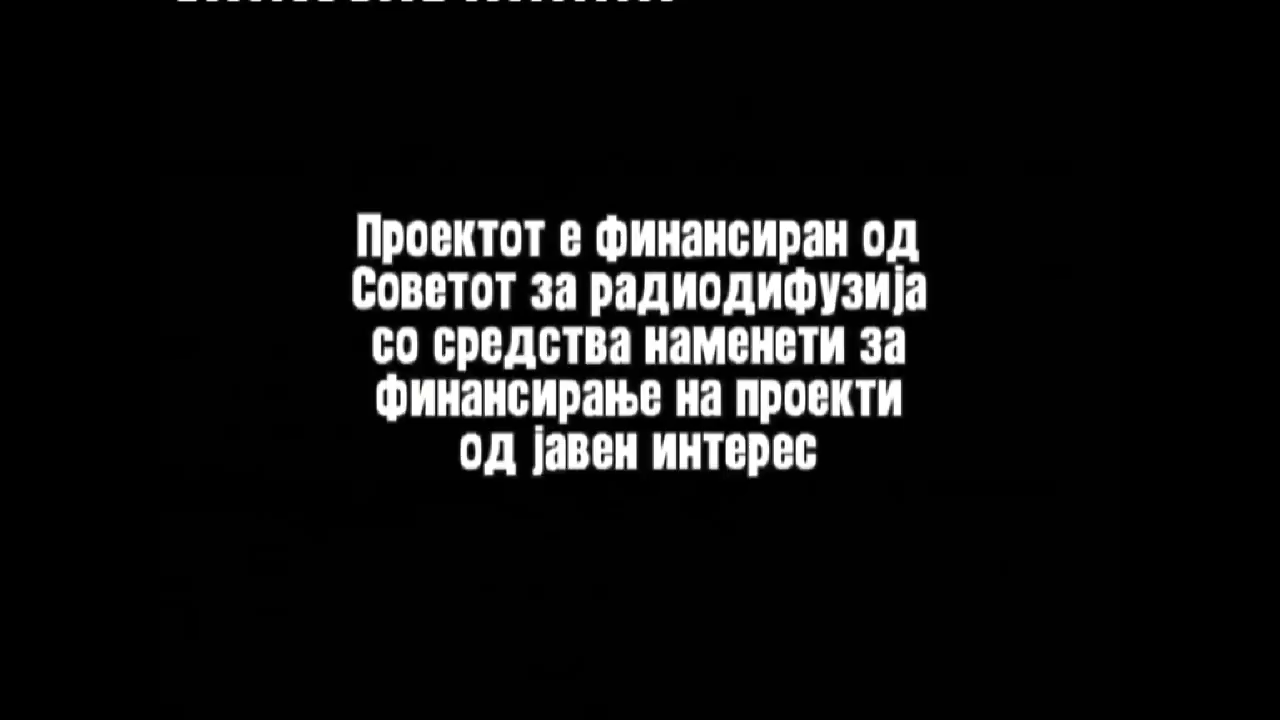 Проектот е финансиран од
Советот за радиодифузија
со средства наменети за
финансирање на проекти
од јавен интерес